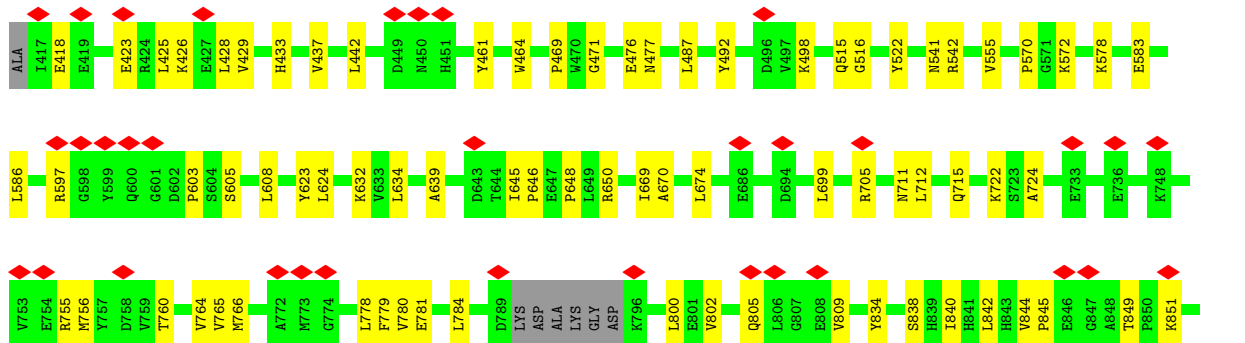 ALA I417 E418 E419 E423 R424 L425 K426 E427 L428 V429 H433 V437 L442 D449 N450 H451 Y461 W464 P469 W470 G471 E476 N477 L487 Y492 D496 V497 K498 Q515 G516 Y522 N541 R542 V555 P570 G571 K572 K578 E583
L586 R597 G598 Y599 Q600 G601 D602 P603 S604 S605 L608 Y623 L624 K632 V633 L634 A639 D643 T644 I645 P646 E647 P648 L649 R650 I669 A670 L674 E686 D694 L699 R705 N711 L712 Q715 K722 S723 A724 E733 E736 K748
V753 E754 R755 M756 Y757 D758 V759 T760 V764 V765 M766 A772 M773 G774 L778 F779 V780 E781 L784 D789 LYS ASP ALA LYS GLY ASP K796 L800 E801 V802 Q805 L806 G807 E808 V809 Y834 S838 H839 I840 H841 L842 H843 V844 P845 E846 G847 A848 T849 P850 K851